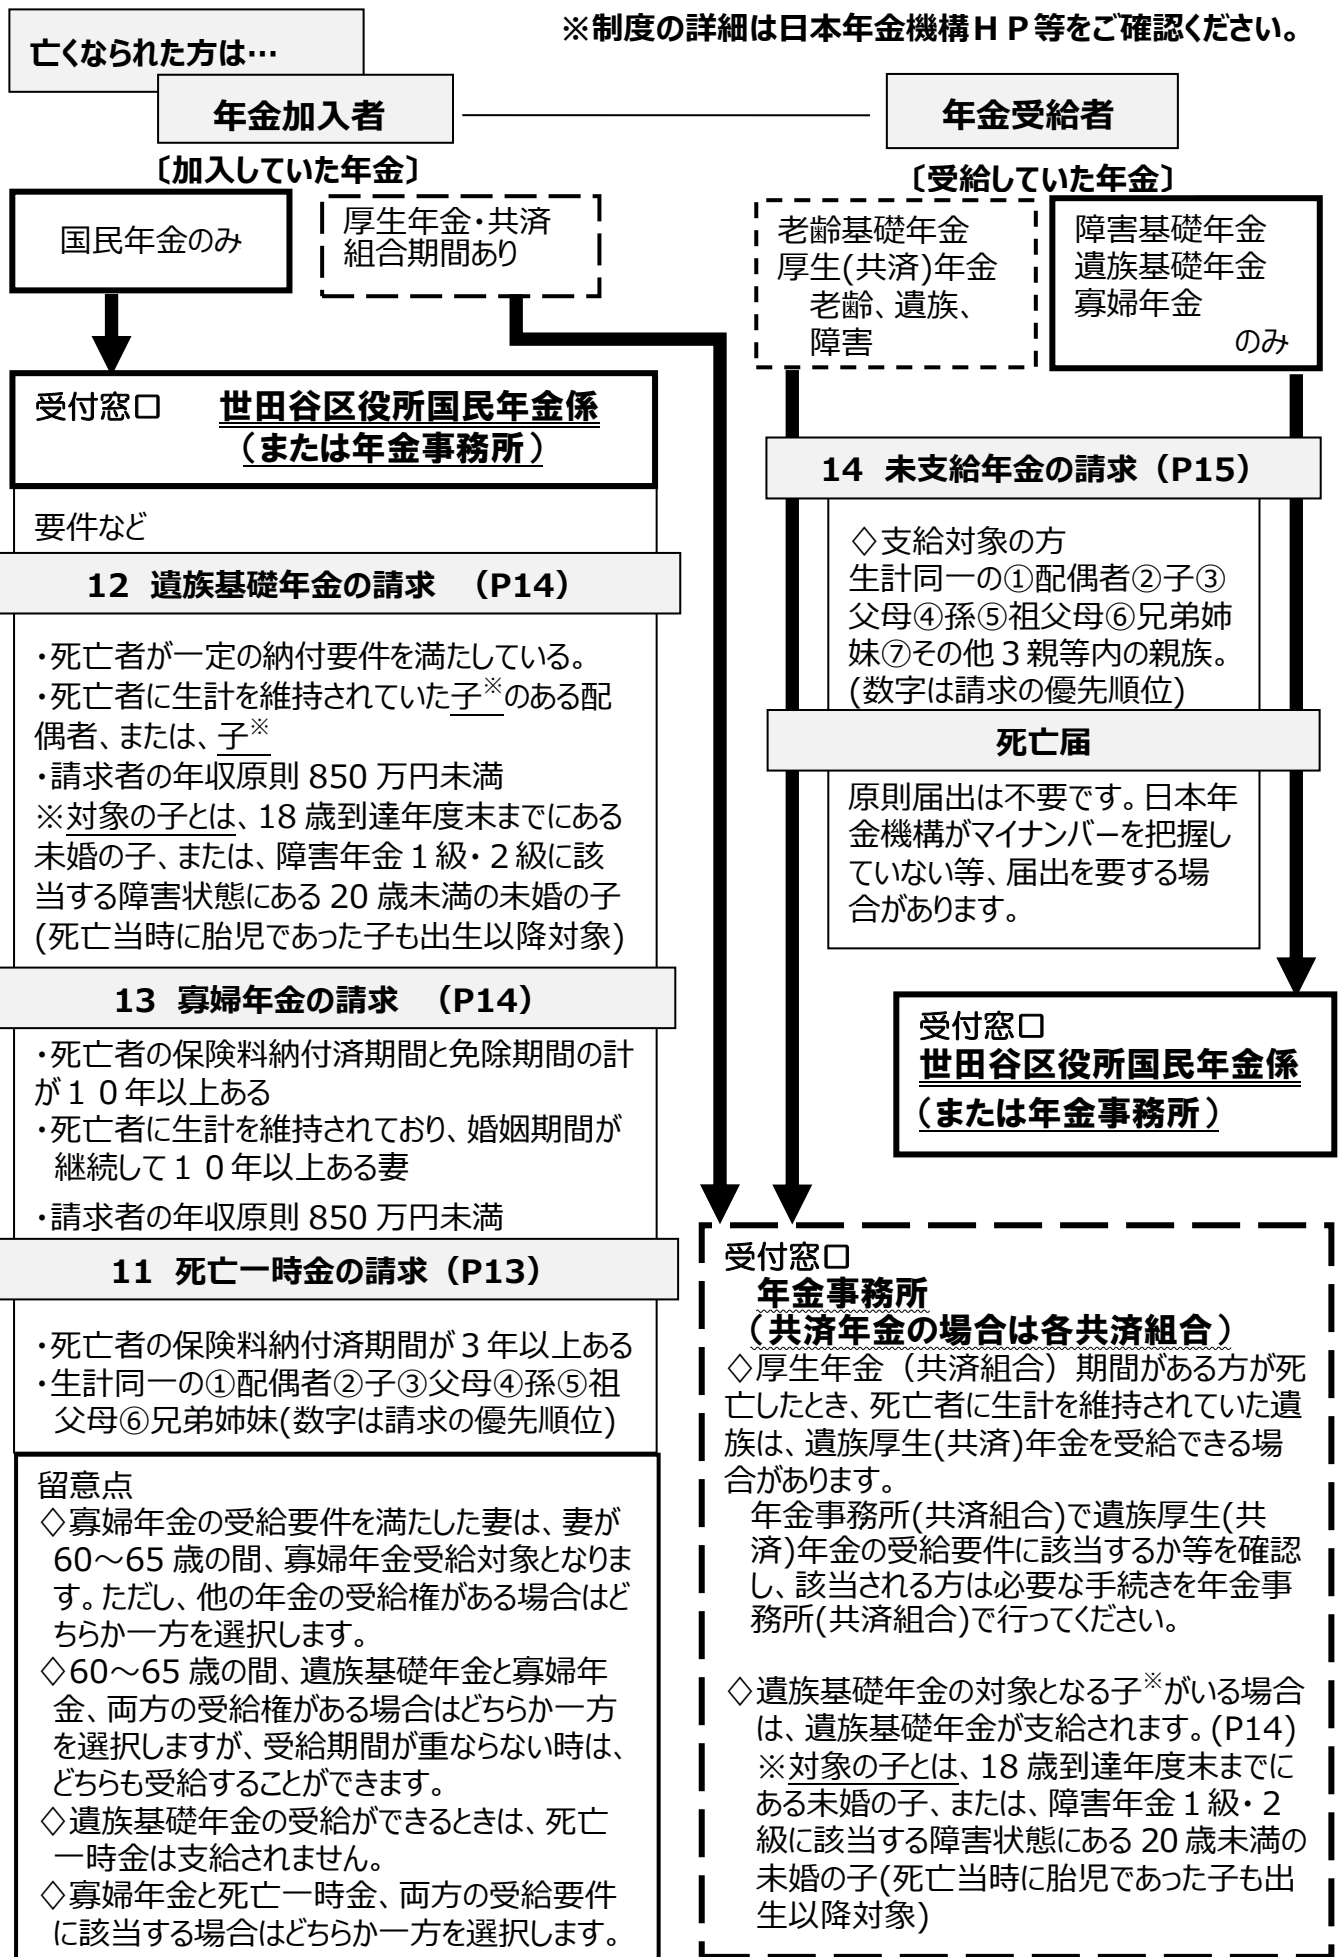 ※制度の詳細は日本年金機構ＨＰ等をご確認ください。
亡くなられた方は…
年金加入者
年金受給者
〔加入していた年金〕
〔受給していた年金〕
国民年金のみ
厚生年金・共済
組合期間あり
老齢基礎年金
厚生(共済)年金
老齢、遺族、
障害
障害基礎年金
遺族基礎年金
寡婦年金
のみ
受付窓口　世田谷区役所国民年金係
（または年金事務所）
要件など
12 遺族基礎年金の請求 （P14）
・死亡者が一定の納付要件を満たしている。
・死亡者に生計を維持されていた子※のある配
偶者、または、子※
・請求者の年収原則 850 万円未満
※対象の子とは、18 歳到達年度末までにある
未婚の子、または、障害年金１級・２級に該
当する障害状態にある 20 歳未満の未婚の子
(死亡当時に胎児であった子も出生以降対象)
13 寡婦年金の請求 （P14）
・死亡者の保険料納付済期間と免除期間の計
が１０年以上ある
・死亡者に生計を維持されており、婚姻期間が
継続して１０年以上ある妻
・請求者の年収原則 850 万円未満
11 死亡一時金の請求（P13）
・死亡者の保険料納付済期間が３年以上ある
・生計同一の①配偶者②子③父母④孫⑤祖
父母⑥兄弟姉妹(数字は請求の優先順位)
留意点
◇寡婦年金の受給要件を満たした妻は、妻が
60～65 歳の間、寡婦年金受給対象となりま
す。ただし、他の年金の受給権がある場合はど
ちらか一方を選択します。
◇60～65 歳の間、遺族基礎年金と寡婦年
金、両方の受給権がある場合はどちらか一方
を選択しますが、受給期間が重ならない時は、
どちらも受給することができます。
◇遺族基礎年金の受給ができるときは、死亡
一時金は支給されません。
◇寡婦年金と死亡一時金、両方の受給要件
に該当する場合はどちらか一方を選択します。
14 未支給年金の請求（P15）
◇支給対象の方
生計同一の①配偶者②子③
父母④孫⑤祖父母⑥兄弟姉
妹⑦その他３親等内の親族。
(数字は請求の優先順位)
死亡届
原則届出は不要です。日本年
金機構がマイナンバーを把握し
ていない等、届出を要する場
合があります。
受付窓口
世田谷区役所国民年金係
（または年金事務所）
受付窓口
年金事務所
（共済年金の場合は各共済組合）
◇厚生年金（共済組合）期間がある方が死
亡したとき、死亡者に生計を維持されていた遺
族は、遺族厚生(共済)年金を受給できる場
合があります。
年金事務所(共済組合)で遺族厚生(共
済)年金の受給要件に該当するか等を確認
し、該当される方は必要な手続きを年金事
務所(共済組合)で行ってください。
◇遺族基礎年金の対象となる子※がいる場合
は、遺族基礎年金が支給されます。(P14)
※対象の子とは、18 歳到達年度末までに
ある未婚の子、または、障害年金１級・２
級に該当する障害状態にある 20 歳未満の
未婚の子(死亡当時に胎児であった子も出
生以降対象)